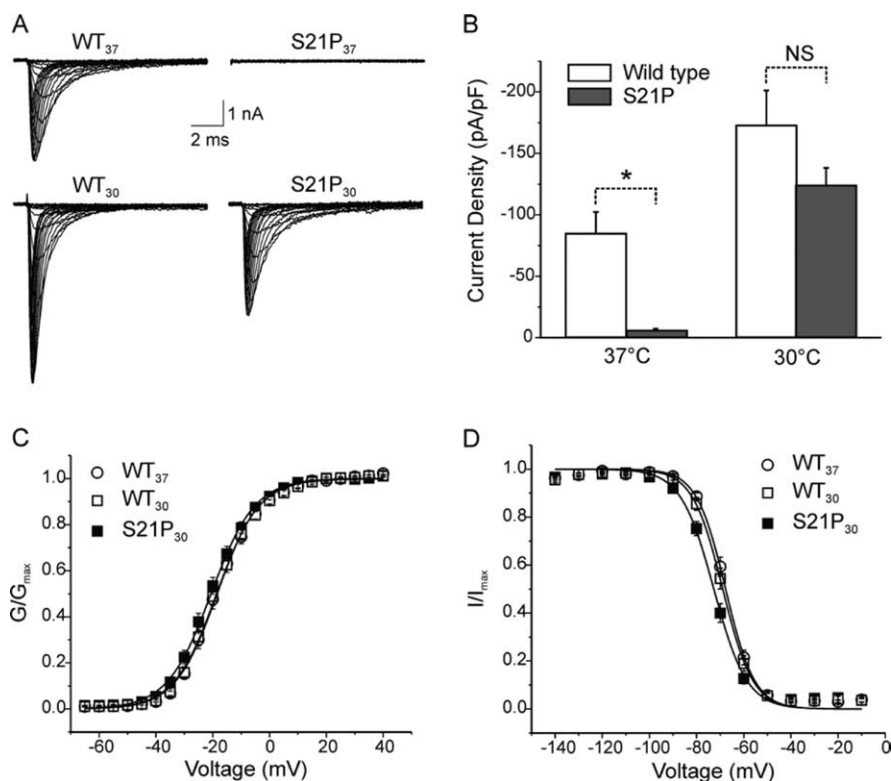 A
WT37
S21P37
1 nA
2 ms
WT30
S21P30
B
Wild type
S21P
NS
*
Current Density (pA/pF)
-200
-150
-100
-50
0
37°C
30°C
C
WT37
WT30
S21P30
G/Gmax
1.0
0.8
0.6
0.4
0.2
0.0
-60
-40
-20
0
20
40
Voltage (mV)
D
WT37
WT30
S21P30
I/Imax
1.0
0.8
0.6
0.4
0.2
0.0
-140
-120
-100
-80
-60
-40
-20
0
Voltage (mV)